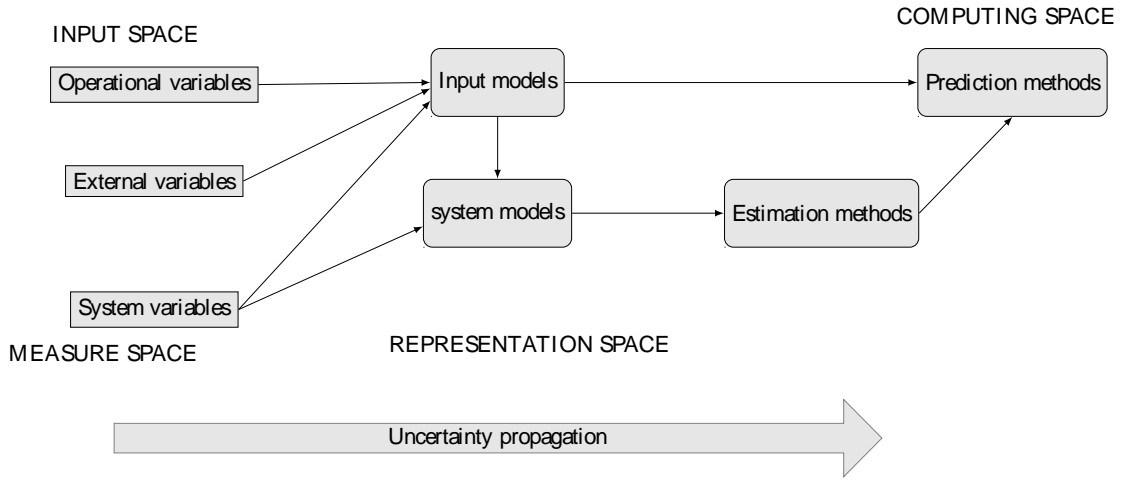 COMPUTING SPACE
INPUT SPACE
Operational variables
Input models
Prediction methods
External variables
system models
Estimation methods
System variables
MEASURE SPACE
REPRESENTATION SPACE
Uncertainty propagation